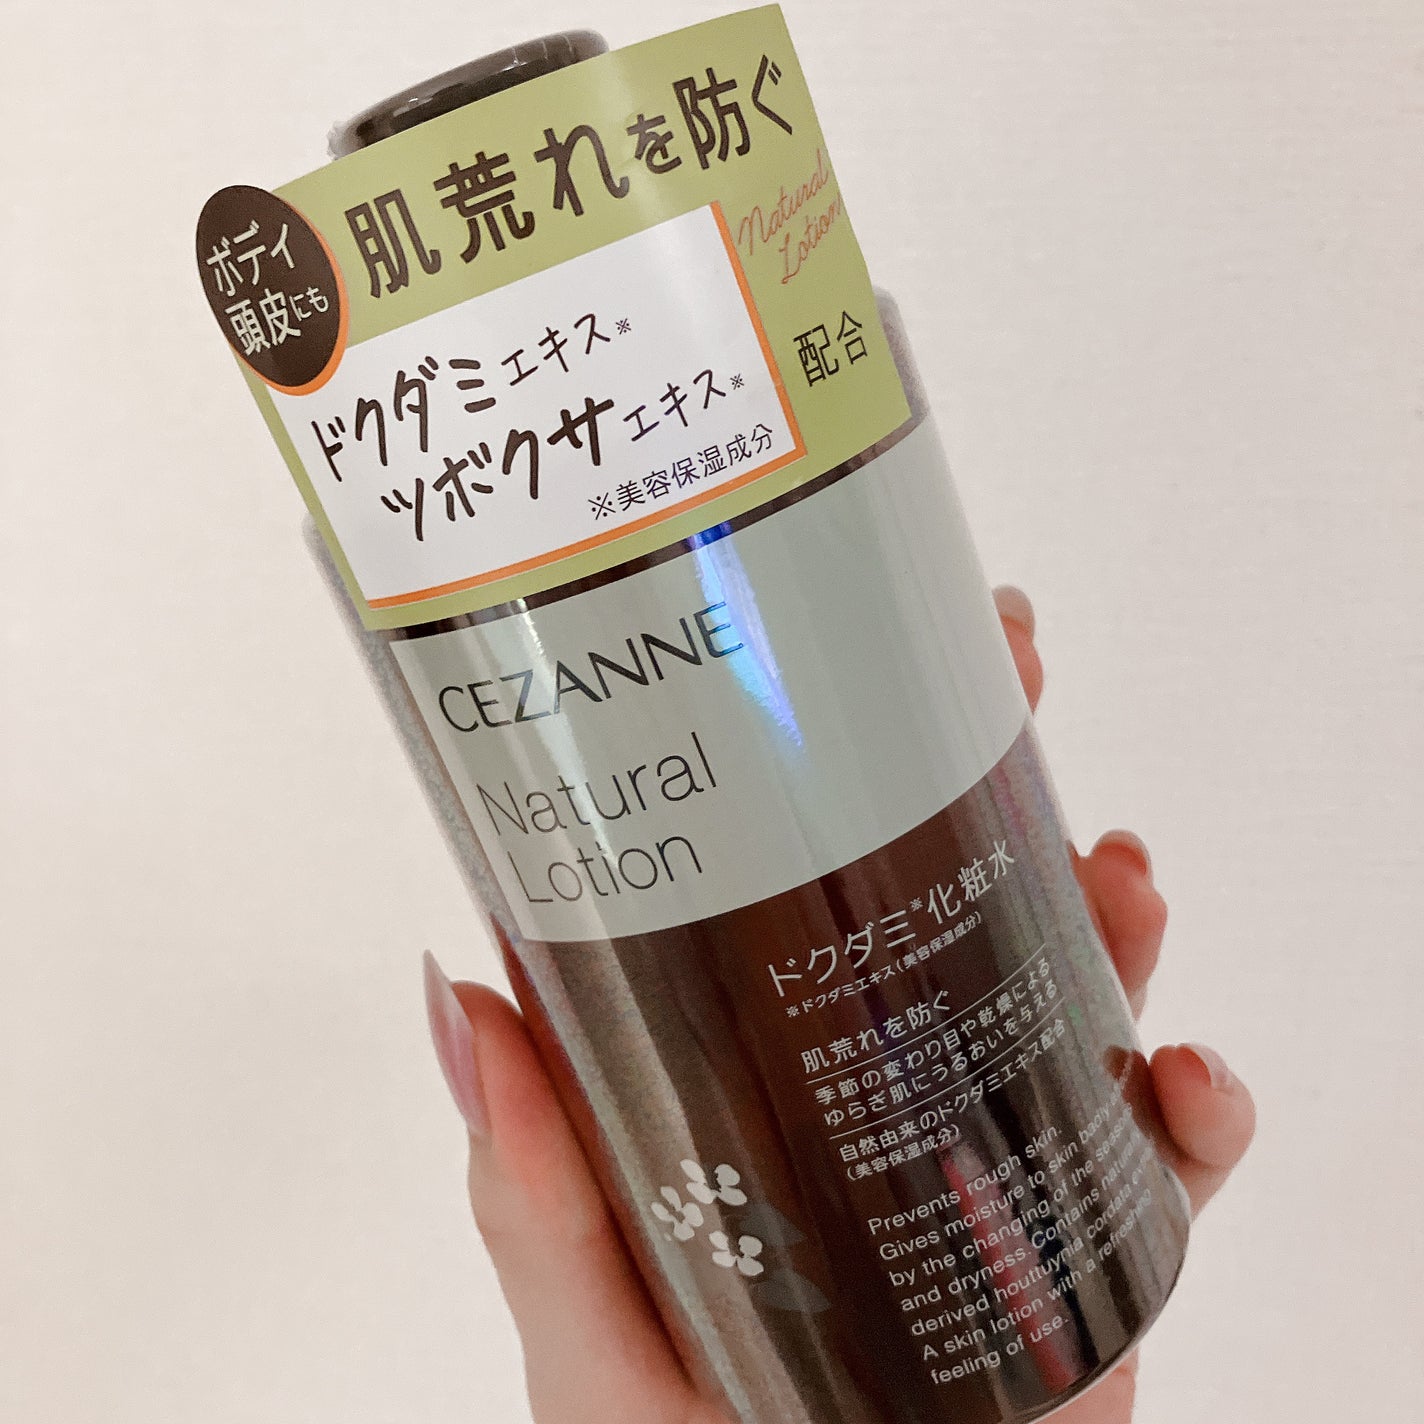 肌荒れを防ぐ
ボディ
頭皮にも
Natural
Lotion
ドクダミエキス※
ツボクサエキス※
配合
※美容保湿成分
CEZANNE
Natural
Lotion
ドクダミ※化粧水
※ドクダミエキス(美容保湿成分)
肌荒れを防ぐ
季節の変わり目や乾燥による
ゆらぎ肌にうるおいを与える
自然由来のドクダミエキス配合
(美容保湿成分)
Prevents rough skin.
Gives moisture to skin badly
by the changing of the season
and dryness. Contains natural
derived houttuynia cordata
A skin lotion with a refreshing
feeling of use.